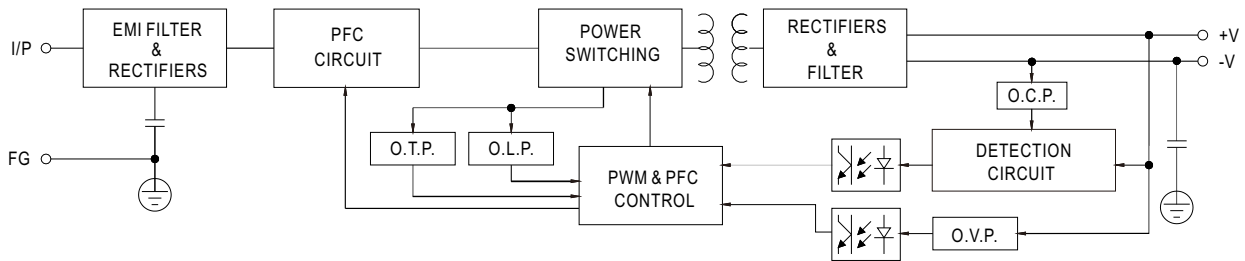 I/P
EMI FILTER
&
RECTIFIERS
PFC
CIRCUIT
POWER
SWITCHING
RECTIFIERS
&
FILTER
+V
-V
O.C.P.
FG
O.T.P.
O.L.P.
PWM & PFC
CONTROL
DETECTION
CIRCUIT
O.V.P.